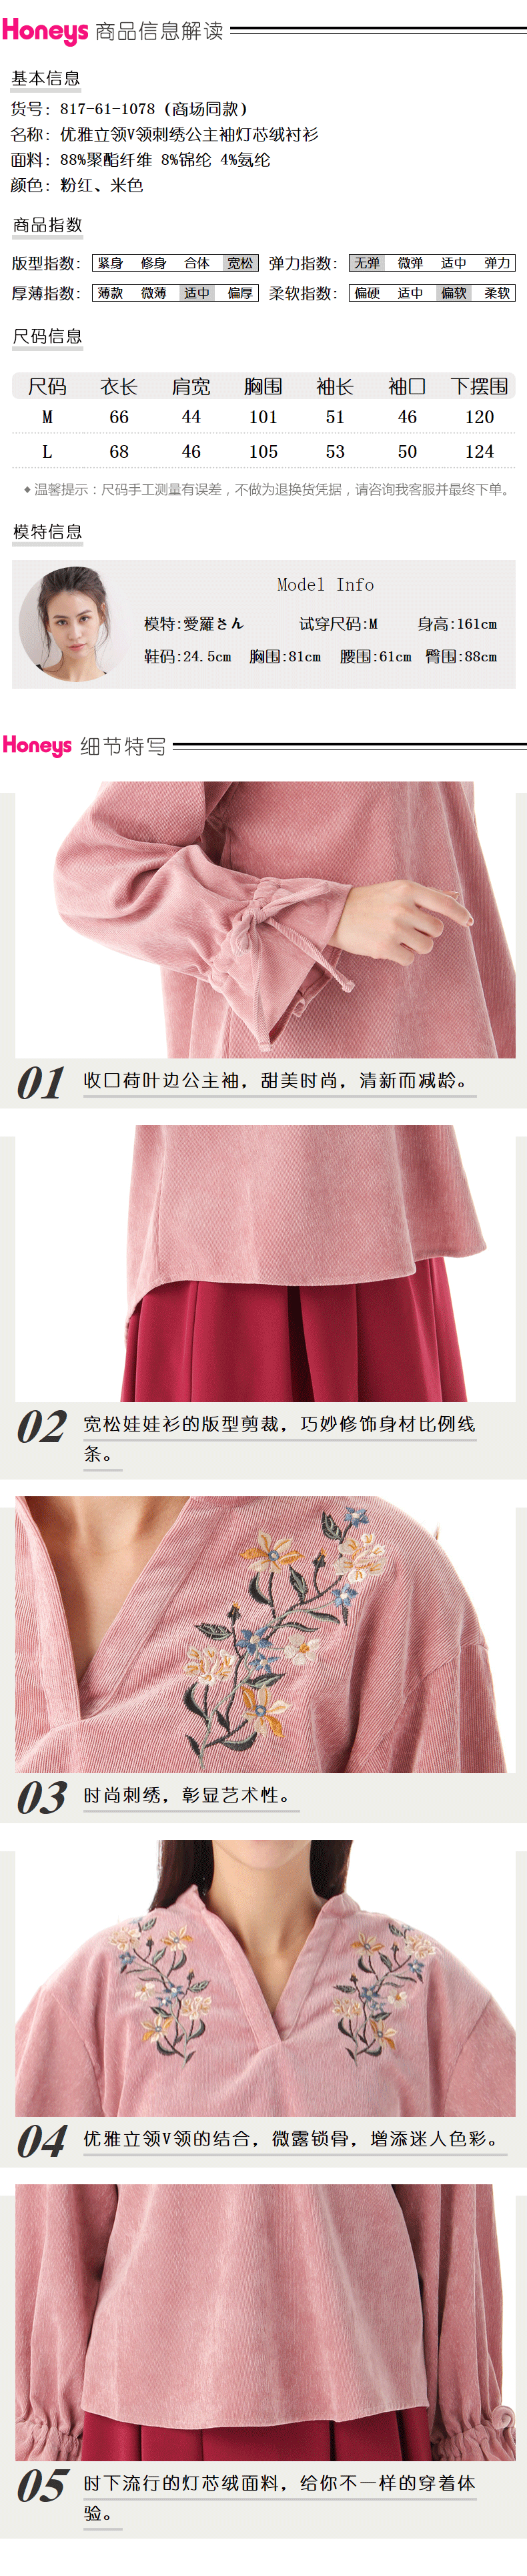 Honeys 商品信息解读
基本信息
货号: 817-61-1078 (商场同款)
名称: 优雅立领V领刺绣公主袖灯芯绒衬衫
面料: 88%聚酯纤维 8%锦纶 4%氨纶
颜色: 粉红、米色
商品指数
版型指数: 紧身 修身 合体 宽松 弹力指数: 无弹 微弹 适中 弹力
厚薄指数: 薄款 微薄 适中 偏厚 柔软指数: 偏硬 适中 偏软 柔软
尺码信息
尺码 衣长 肩宽 胸围 袖长 袖口 下摆围
M 66 44 101 51 46 120
L 68 46 105 53 50 124
◆ 温馨提示：尺码手工测量有误差，不做为退换货凭据，请咨询我客服并最终下单。
模特信息
Model Info
模特:愛羅さん 试穿尺码:M 身高:161cm
鞋码:24.5cm 胸围:81cm 腰围:61cm 臀围:88cm
Honeys 细节特写
01 收口荷叶边公主袖，甜美时尚，清新而减龄。
02 宽松娃娃衫的版型剪裁，巧妙修饰身材比例线
条。
03 时尚刺绣，彰显艺术性。
04 优雅立领V领的结合，微露锁骨，增添迷人色彩。
05 时下流行的灯芯绒面料，给你不一样的穿着体
验。